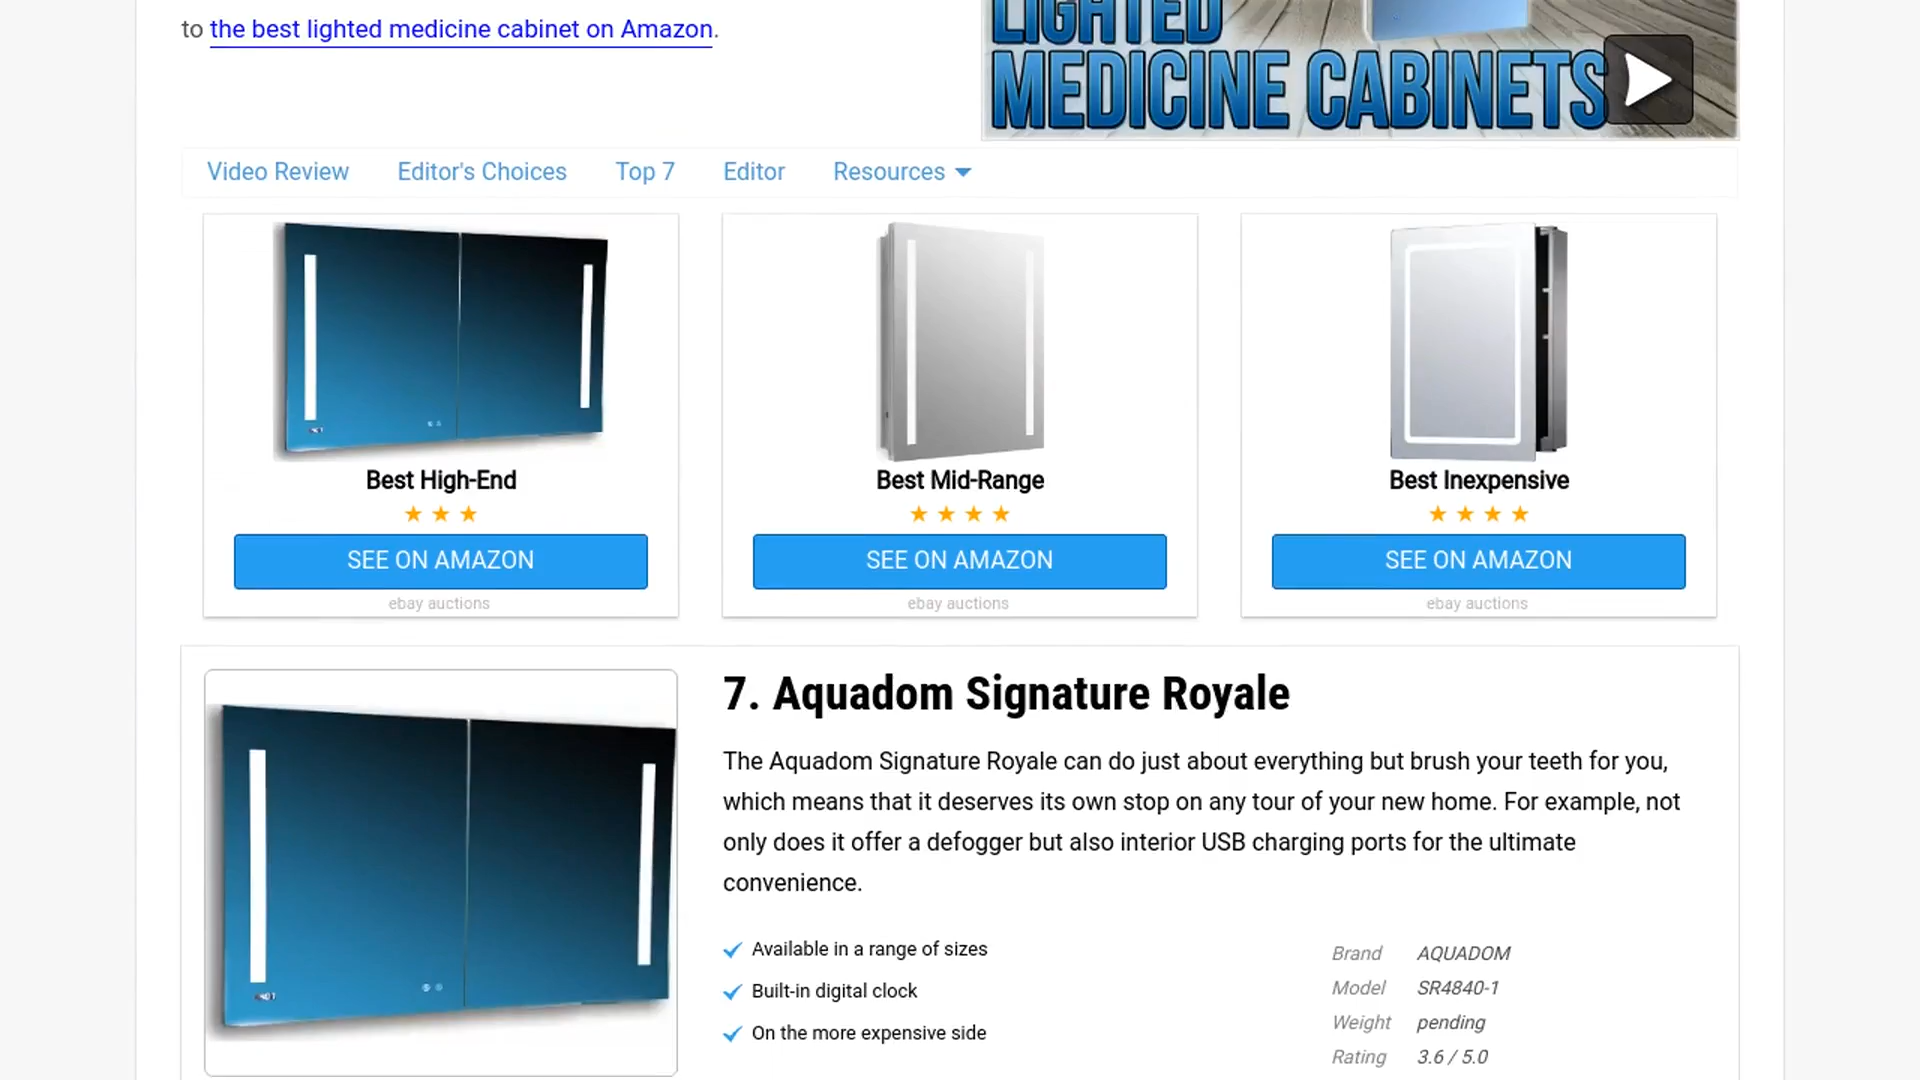 to the best lighted medicine cabinet on Amazon.
LIGHTED
MEDICINE CABINETS
Video Review
Editor's Choices
Top 7
Editor
Resources
Best High-End
SEE ON AMAZON
ebay auctions
Best Mid-Range
SEE ON AMAZON
ebay auctions
Best Inexpensive
SEE ON AMAZON
ebay auctions
7. Aquadom Signature Royale
The Aquadom Signature Royale can do just about everything but brush your teeth for you,
which means that it deserves its own stop on any tour of your new home. For example, not
only does it offer a defogger but also interior USB charging ports for the ultimate
convenience.
Available in a range of sizes
Built-in digital clock
On the more expensive side
Brand AQUADOM
Model SR4840-1
Weight pending
Rating 3.6 / 5.0